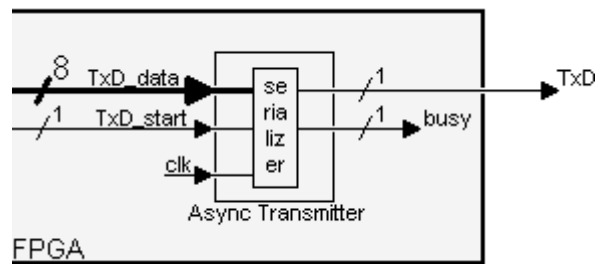 8
TxD_data
1
TxD
1
TxD_start
1
busy
clk
se
ria
liz
er
Async Transmitter
FPGA